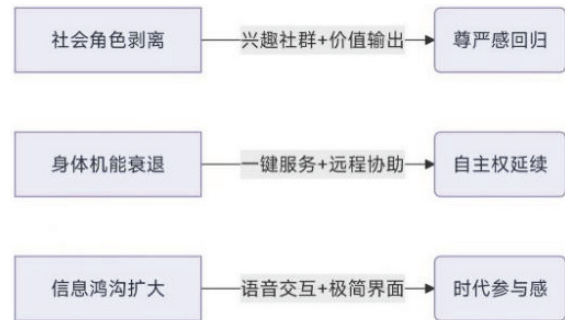 社会角色剥离 兴趣社群+价值输出 尊严感回归
身体机能衰退 一键服务+远程协助 自主权延续
信息鸿沟扩大 语音交互+极简界面 时代参与感